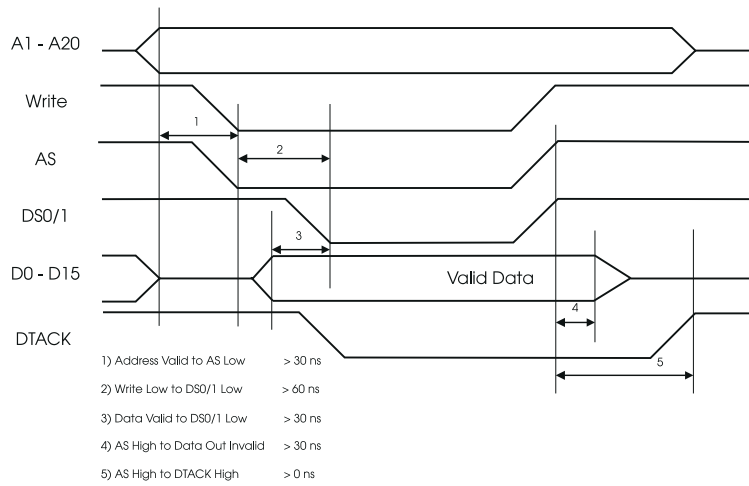 A1 - A20
Write
1
2
AS
DS0/1
3
D0 - D15
Valid Data
4
DTACK
5
1) Address Valid to AS Low > 30 ns
2) Write Low to DS0/1 Low > 60 ns
3) Data Valid to DS0/1 Low > 30 ns
4) AS High to Data Out Invalid > 30 ns
5) AS High to DTACK High > 0 ns